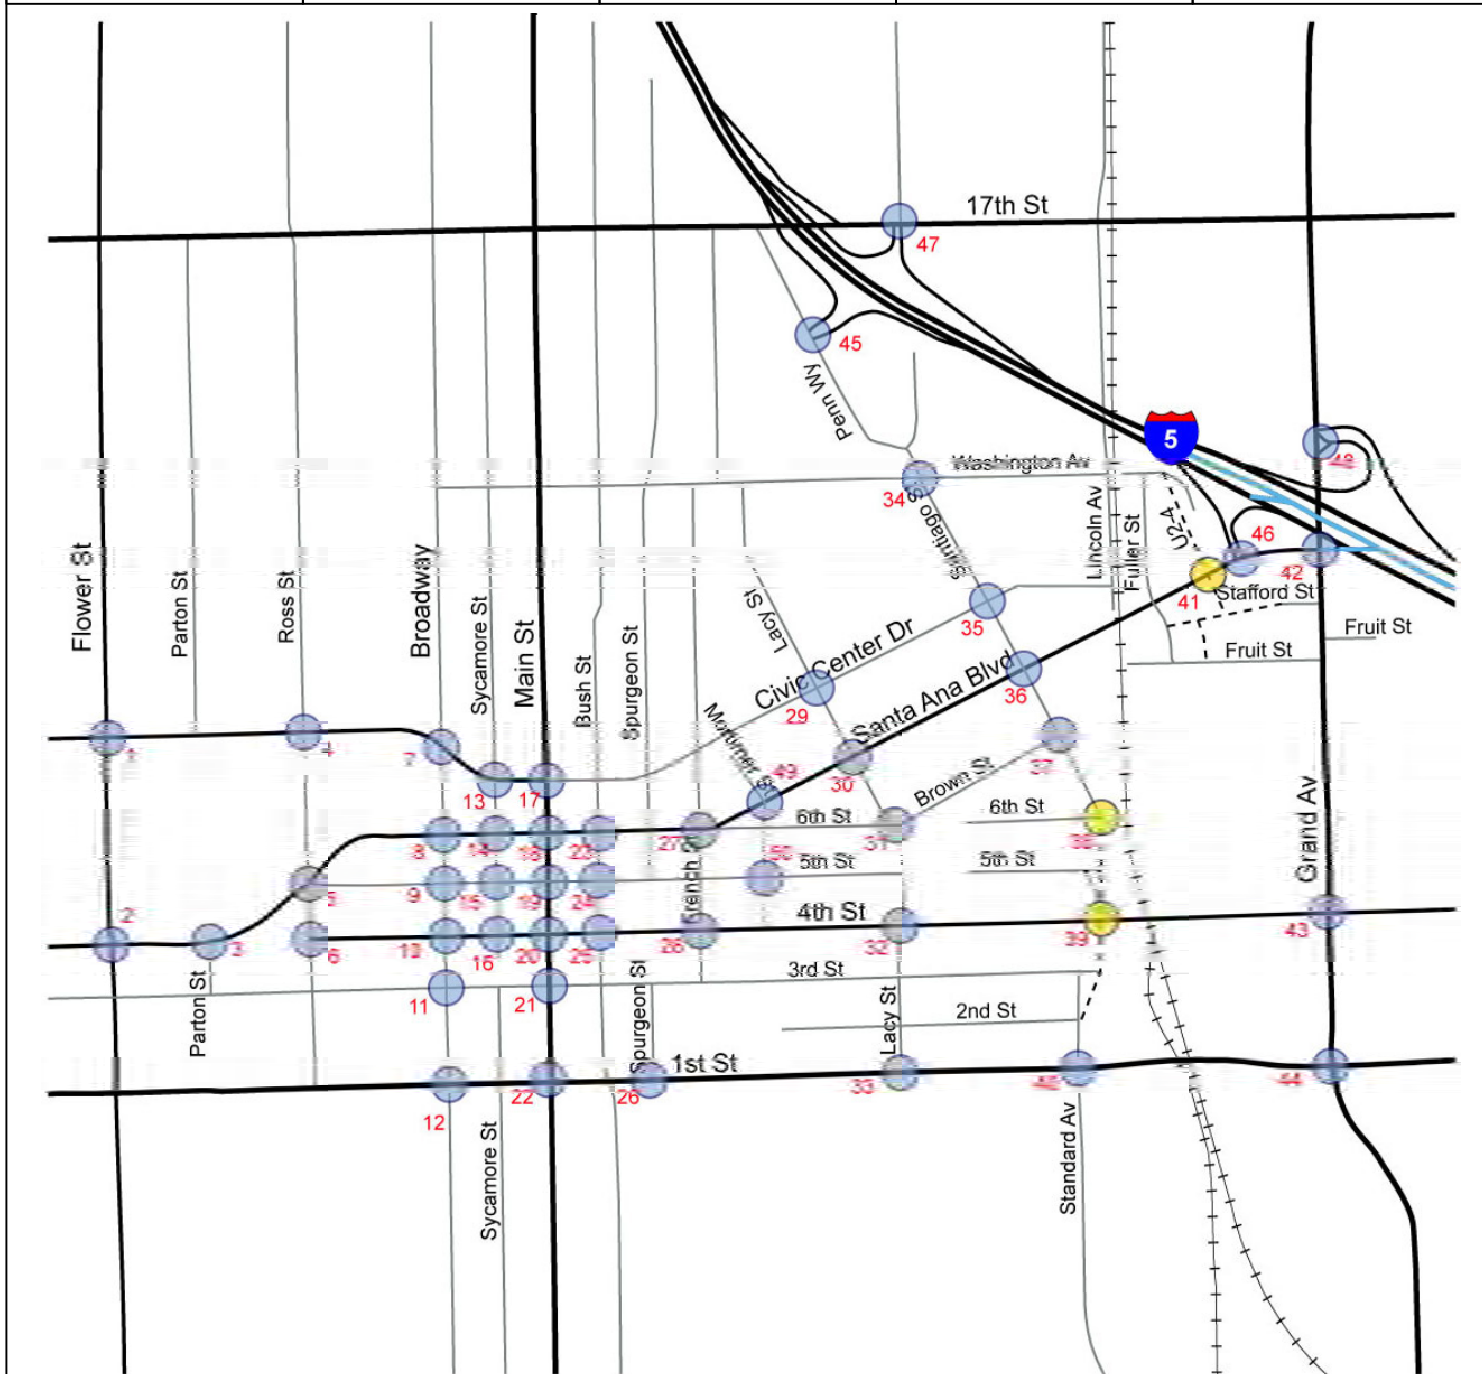 17th St
47
45
Penn Wy
5
Washington Av
34
Santiago S
Lincoln Av
Fuller St
U2-4
46
42
41
Stafford St
Fruit St
Fruit St
Flower St
Parton St
Ross St
Broadway
Sycamore St
Main St
Bush St
Spurgeon St
Lacy St
35
Civic Center Dr
29
Santa Ana Blvd
36
Mortimer St
49
30
Brown St
1
4
7
13
17
6th St
6th St
8
14
18
23
27
31
38
5th St
5th St
French S
Grand Av
9
15
19
24
5
2
4th St
3
6
10
16
20
25
28
32
39
43
3rd St
Parton St
11
21
Spurgeon St
Lacy St
2nd St
1st St
12
22
26
33
44
Sycamore St
Standard Av